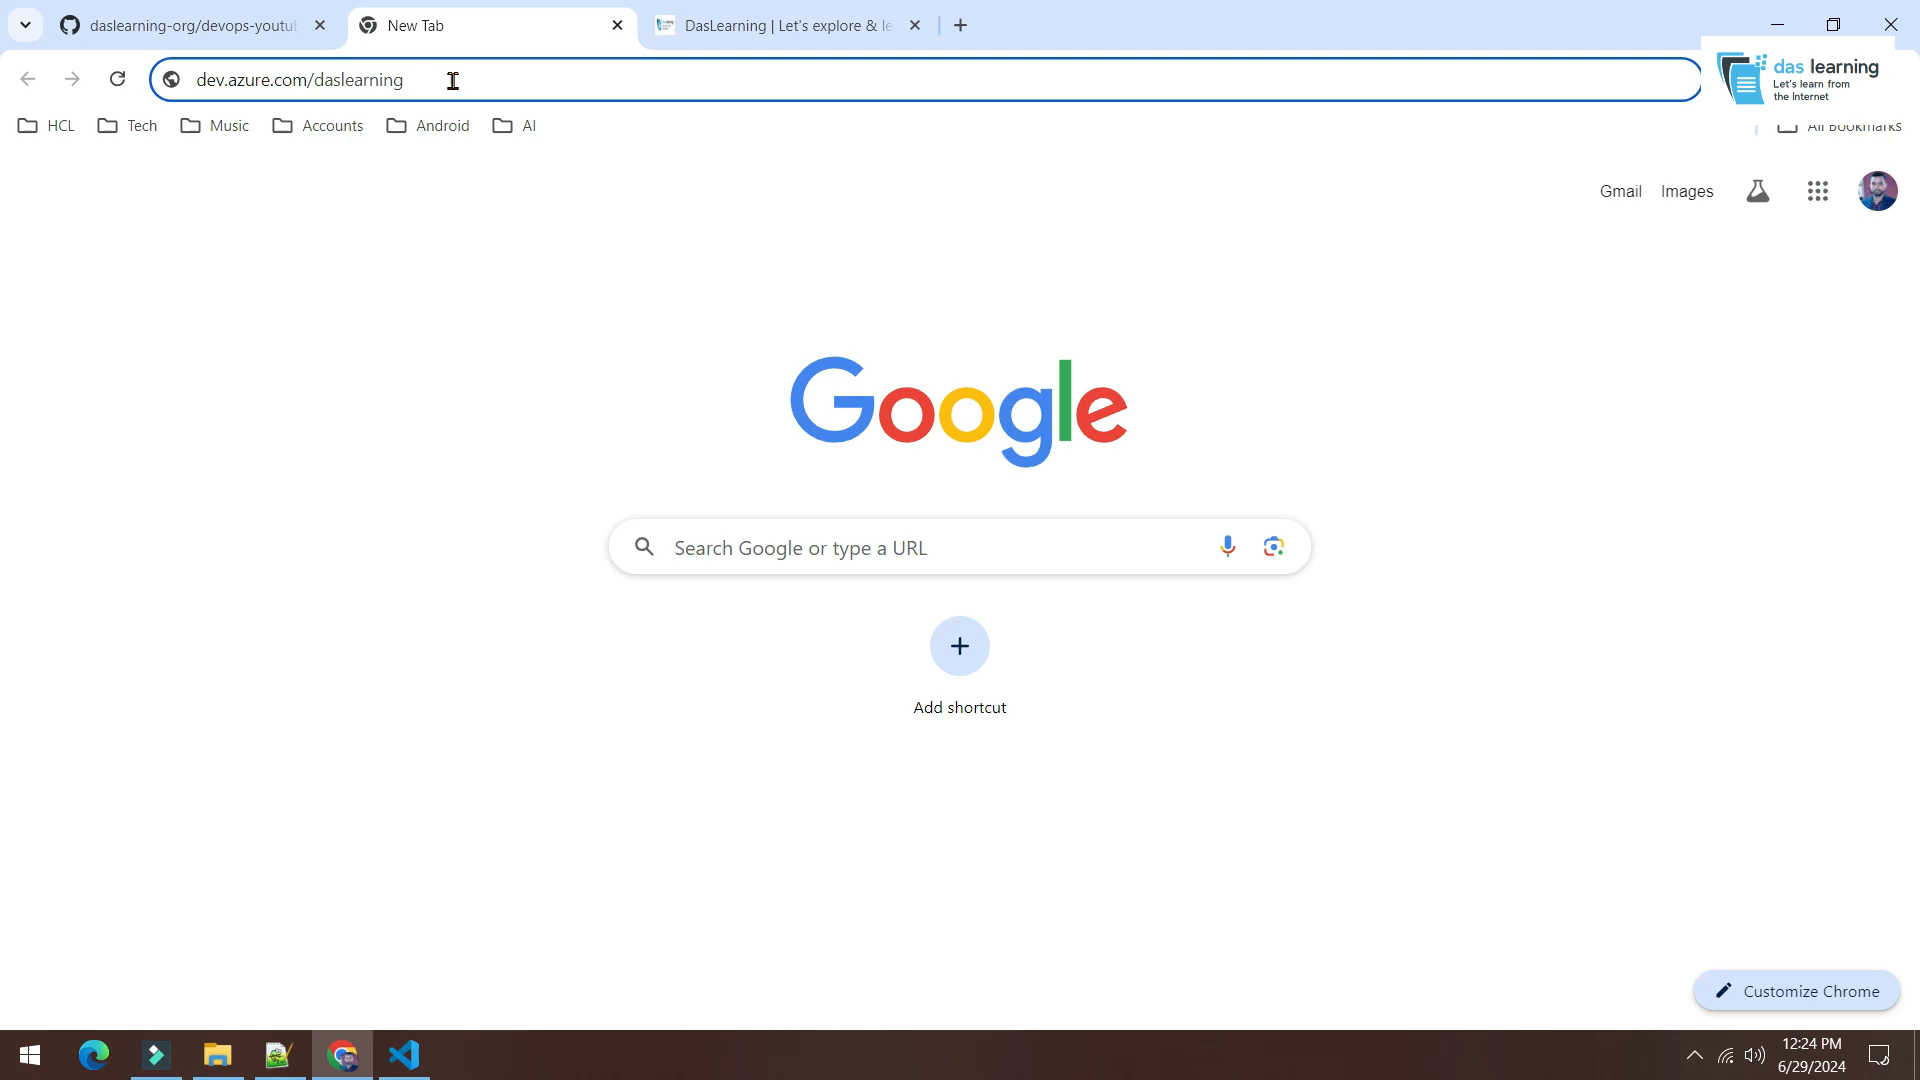 daslearning-org/devops-youtu
New Tab
DasLearning | Let's explore & le
dev.azure.com/daslearning
das learning
Let's learn from
the Internet
HCL
Tech
Music
Accounts
Android
AI
All Bookmarks
Gmail
Images
Google
Search Google or type a URL
Add shortcut
Customize Chrome
12:24 PM
6/29/2024